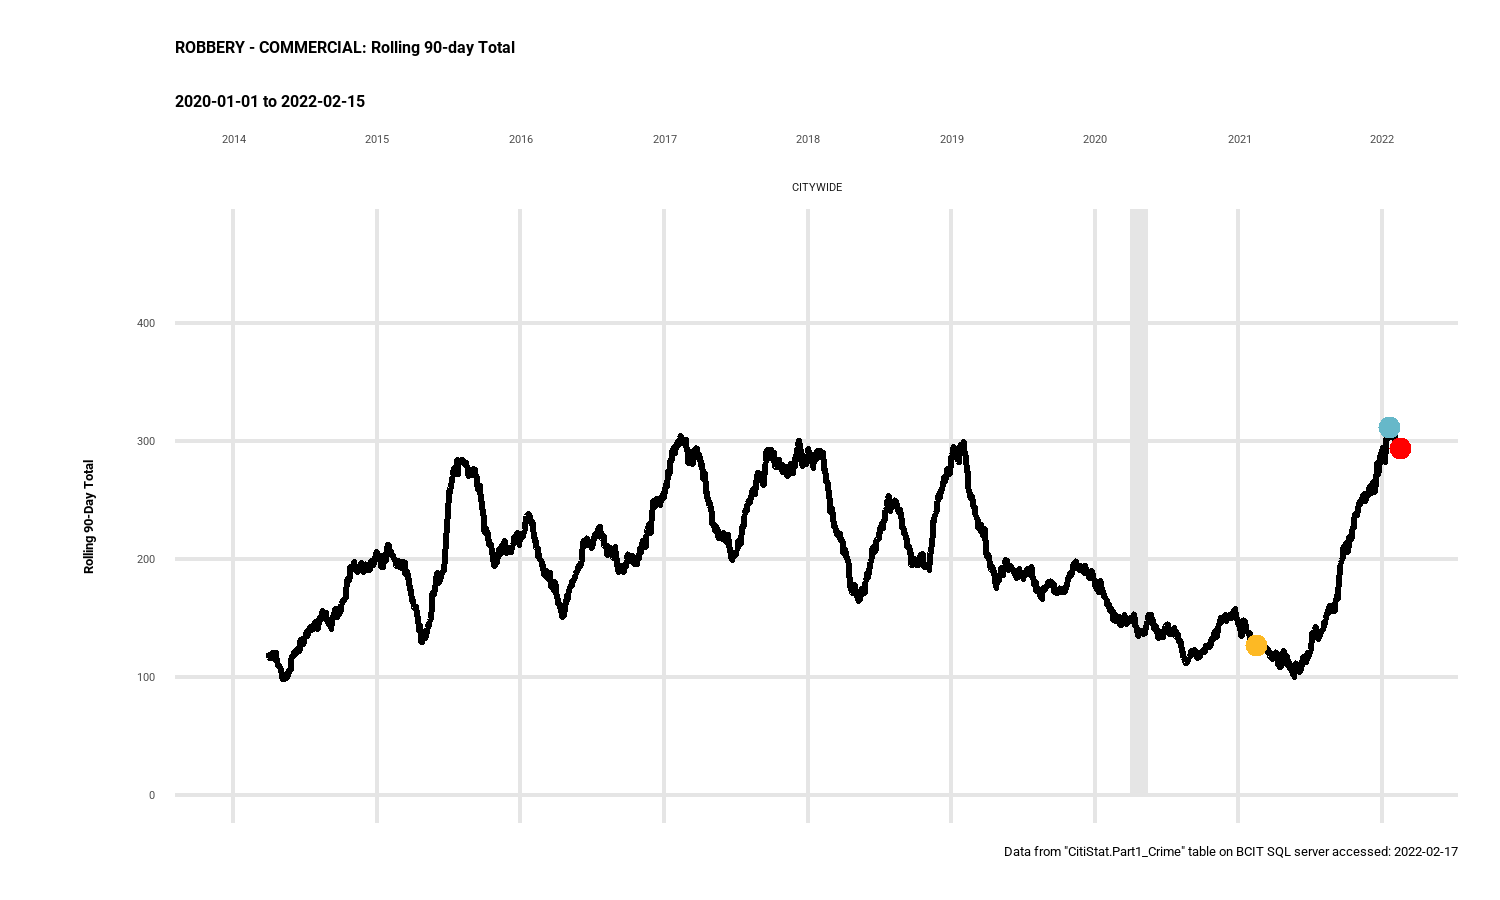 ROBBERY - COMMERCIAL: Rolling 90-day Total
2020-01-01 to 2022-02-15
2014 2015 2016 2017 2018 2019 2020 2021 2022
CITYWIDE
400
300
200
100
0
Rolling 90-Day Total
Data from "CitiStat.Part1_Crime" table on BCIT SQL server accessed: 2022-02-17